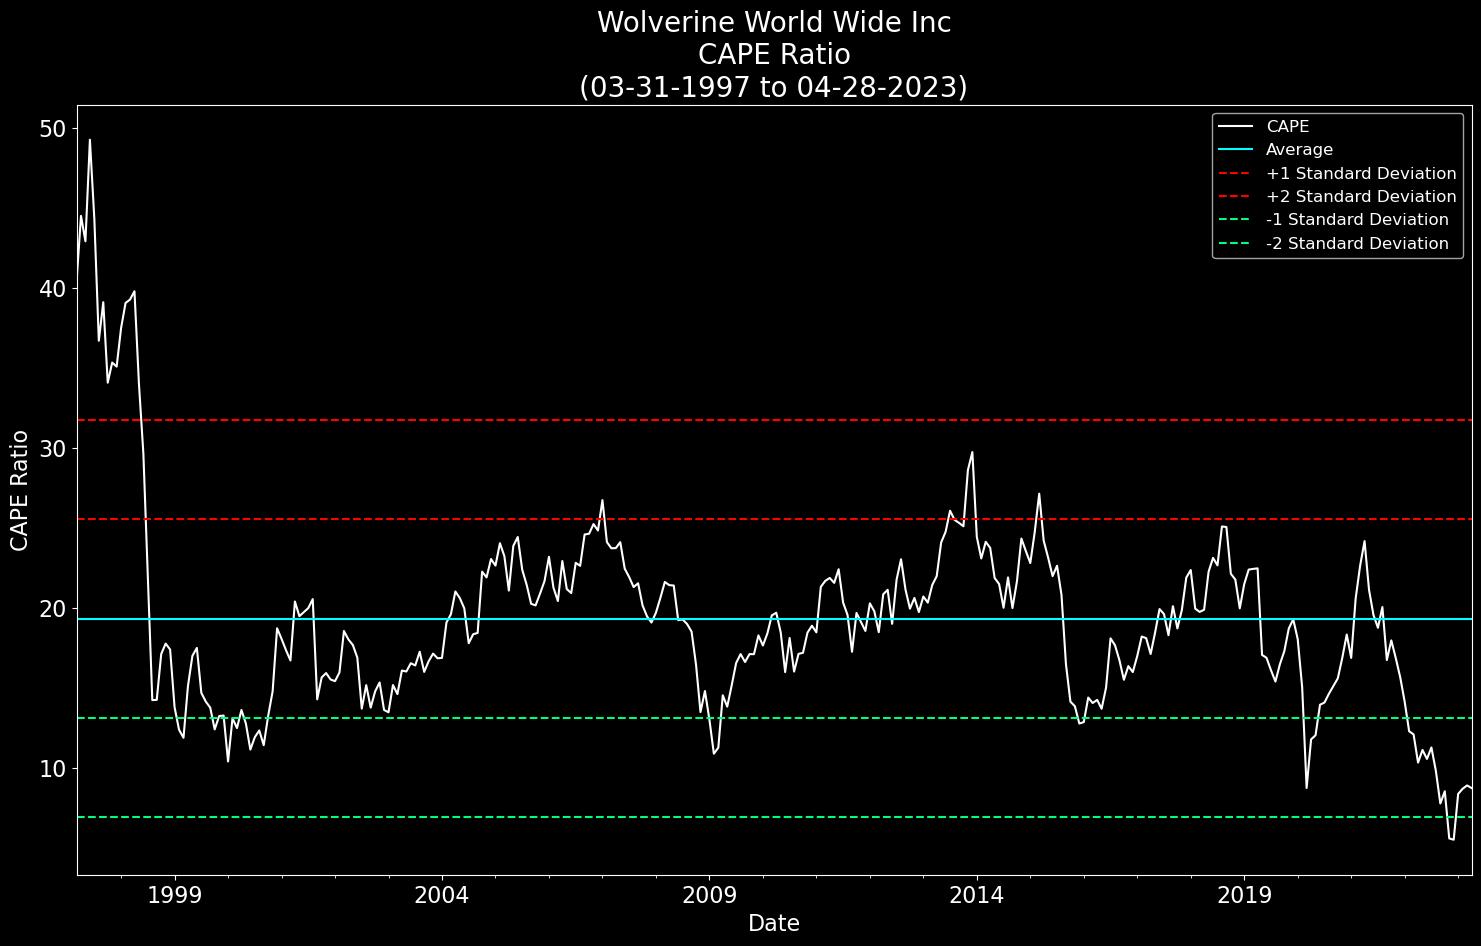 Wolverine World Wide Inc
CAPE Ratio
(03-31-1997 to 04-28-2023)
CAPE
Average
+1 Standard Deviation
+2 Standard Deviation
-1 Standard Deviation
-2 Standard Deviation
CAPE Ratio
50
40
30
20
10
1999
2004
2009
2014
2019
Date